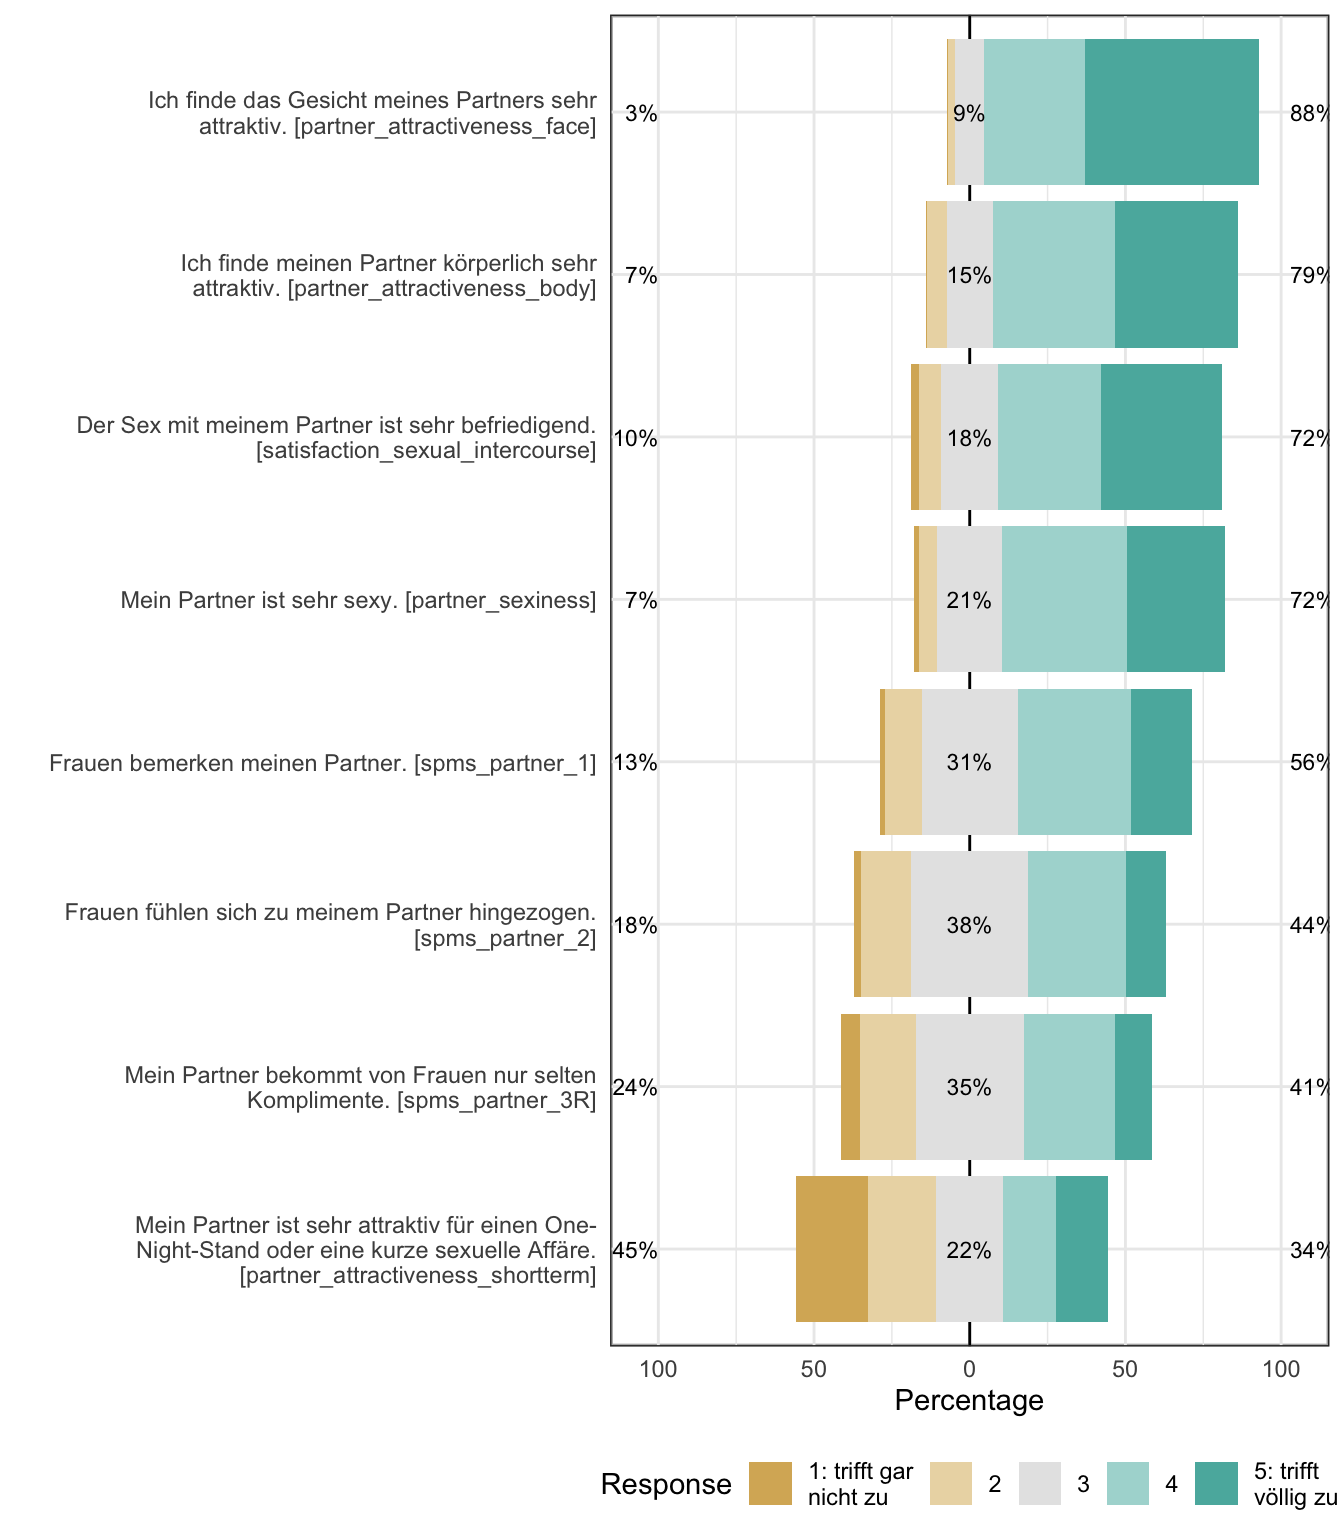 Ich finde das Gesicht meines Partners sehr
attraktiv. [partner_attractiveness_face]
3%
9%
88%
Ich finde meinen Partner körperlich sehr
attraktiv. [partner_attractiveness_body]
7%
15%
79%
Der Sex mit meinem Partner ist sehr befriedigend.
[satisfaction_sexual_intercourse]
10%
18%
72%
Mein Partner ist sehr sexy. [partner_sexiness]
7%
21%
72%
Frauen bemerken meinen Partner. [spms_partner_1]
13%
31%
56%
Frauen fühlen sich zu meinem Partner hingezogen.
[spms_partner_2]
18%
38%
44%
Mein Partner bekommt von Frauen nur selten
Komplimente. [spms_partner_3R]
24%
35%
41%
Mein Partner ist sehr attraktiv für einen One-
Night-Stand oder eine kurze sexuelle Affäre.
[partner_attractiveness_shortterm]
45%
22%
34%
100 50 0 50 100
Percentage
Response
1: trifft gar
nicht zu
2
3
4
5: trifft
völlig zu